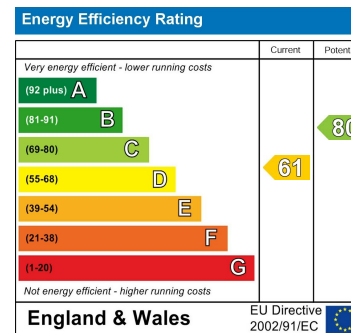 Energy Efficiency Rating
Current
Very energy efficient - lower running costs
(92 plus) A
(81-91) B
(69-80) C
(55-68) D
(39-54) E
(21-38) F
(1-20) G
61
Not energy efficient - higher running costs
England & Wales
EU Directive
2002/91/EC